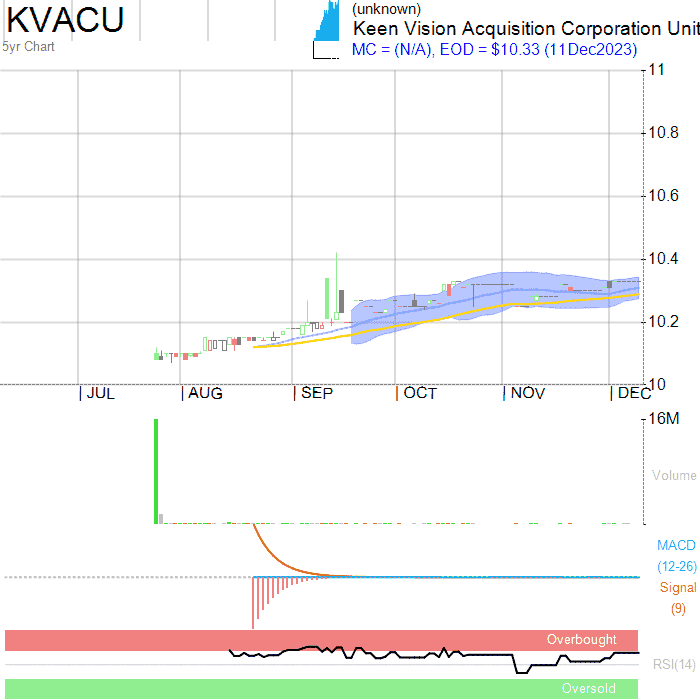 KVACU
5yr Chart
(unknown)
Keen Vision Acquisition Corporation Unit
MC = (N/A), EOD = $10.33 (11Dec2023)
11
10.8
10.6
10.4
10.2
10
JUL AUG SEP OCT NOV DEC
16M
Volume
MACD
(12-26)
Signal
(9)
Overbought
RSI(14)
Oversold